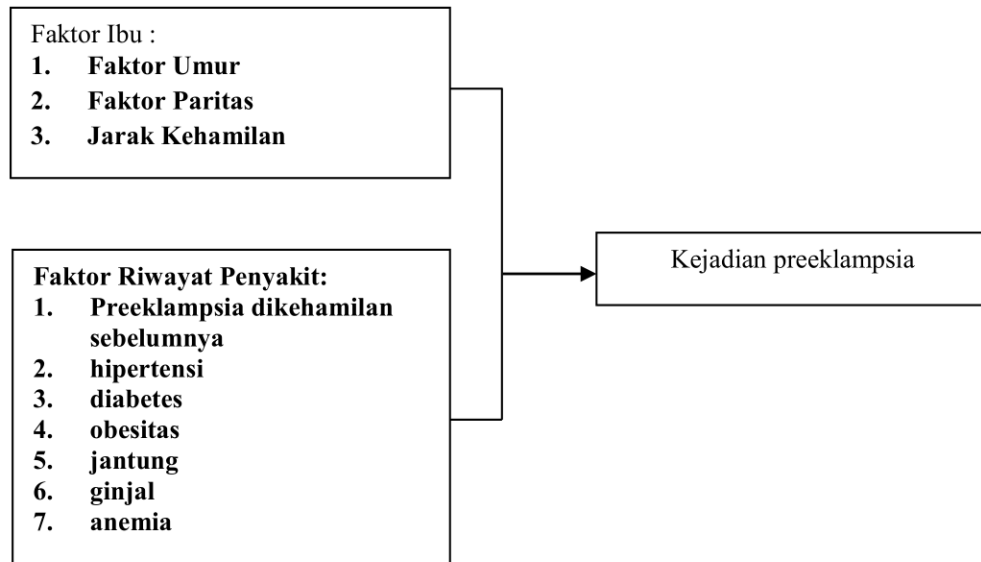 Faktor Ibu :
1. Faktor Umur
2. Faktor Paritas
3. Jarak Kehamilan
Faktor Riwayat Penyakit:
1. Preeklampsia dikehamilan
sebelumnya
2. hipertensi
3. diabetes
4. obesitas
5. jantung
6. ginjal
7. anemia
Kejadian preeklampsia